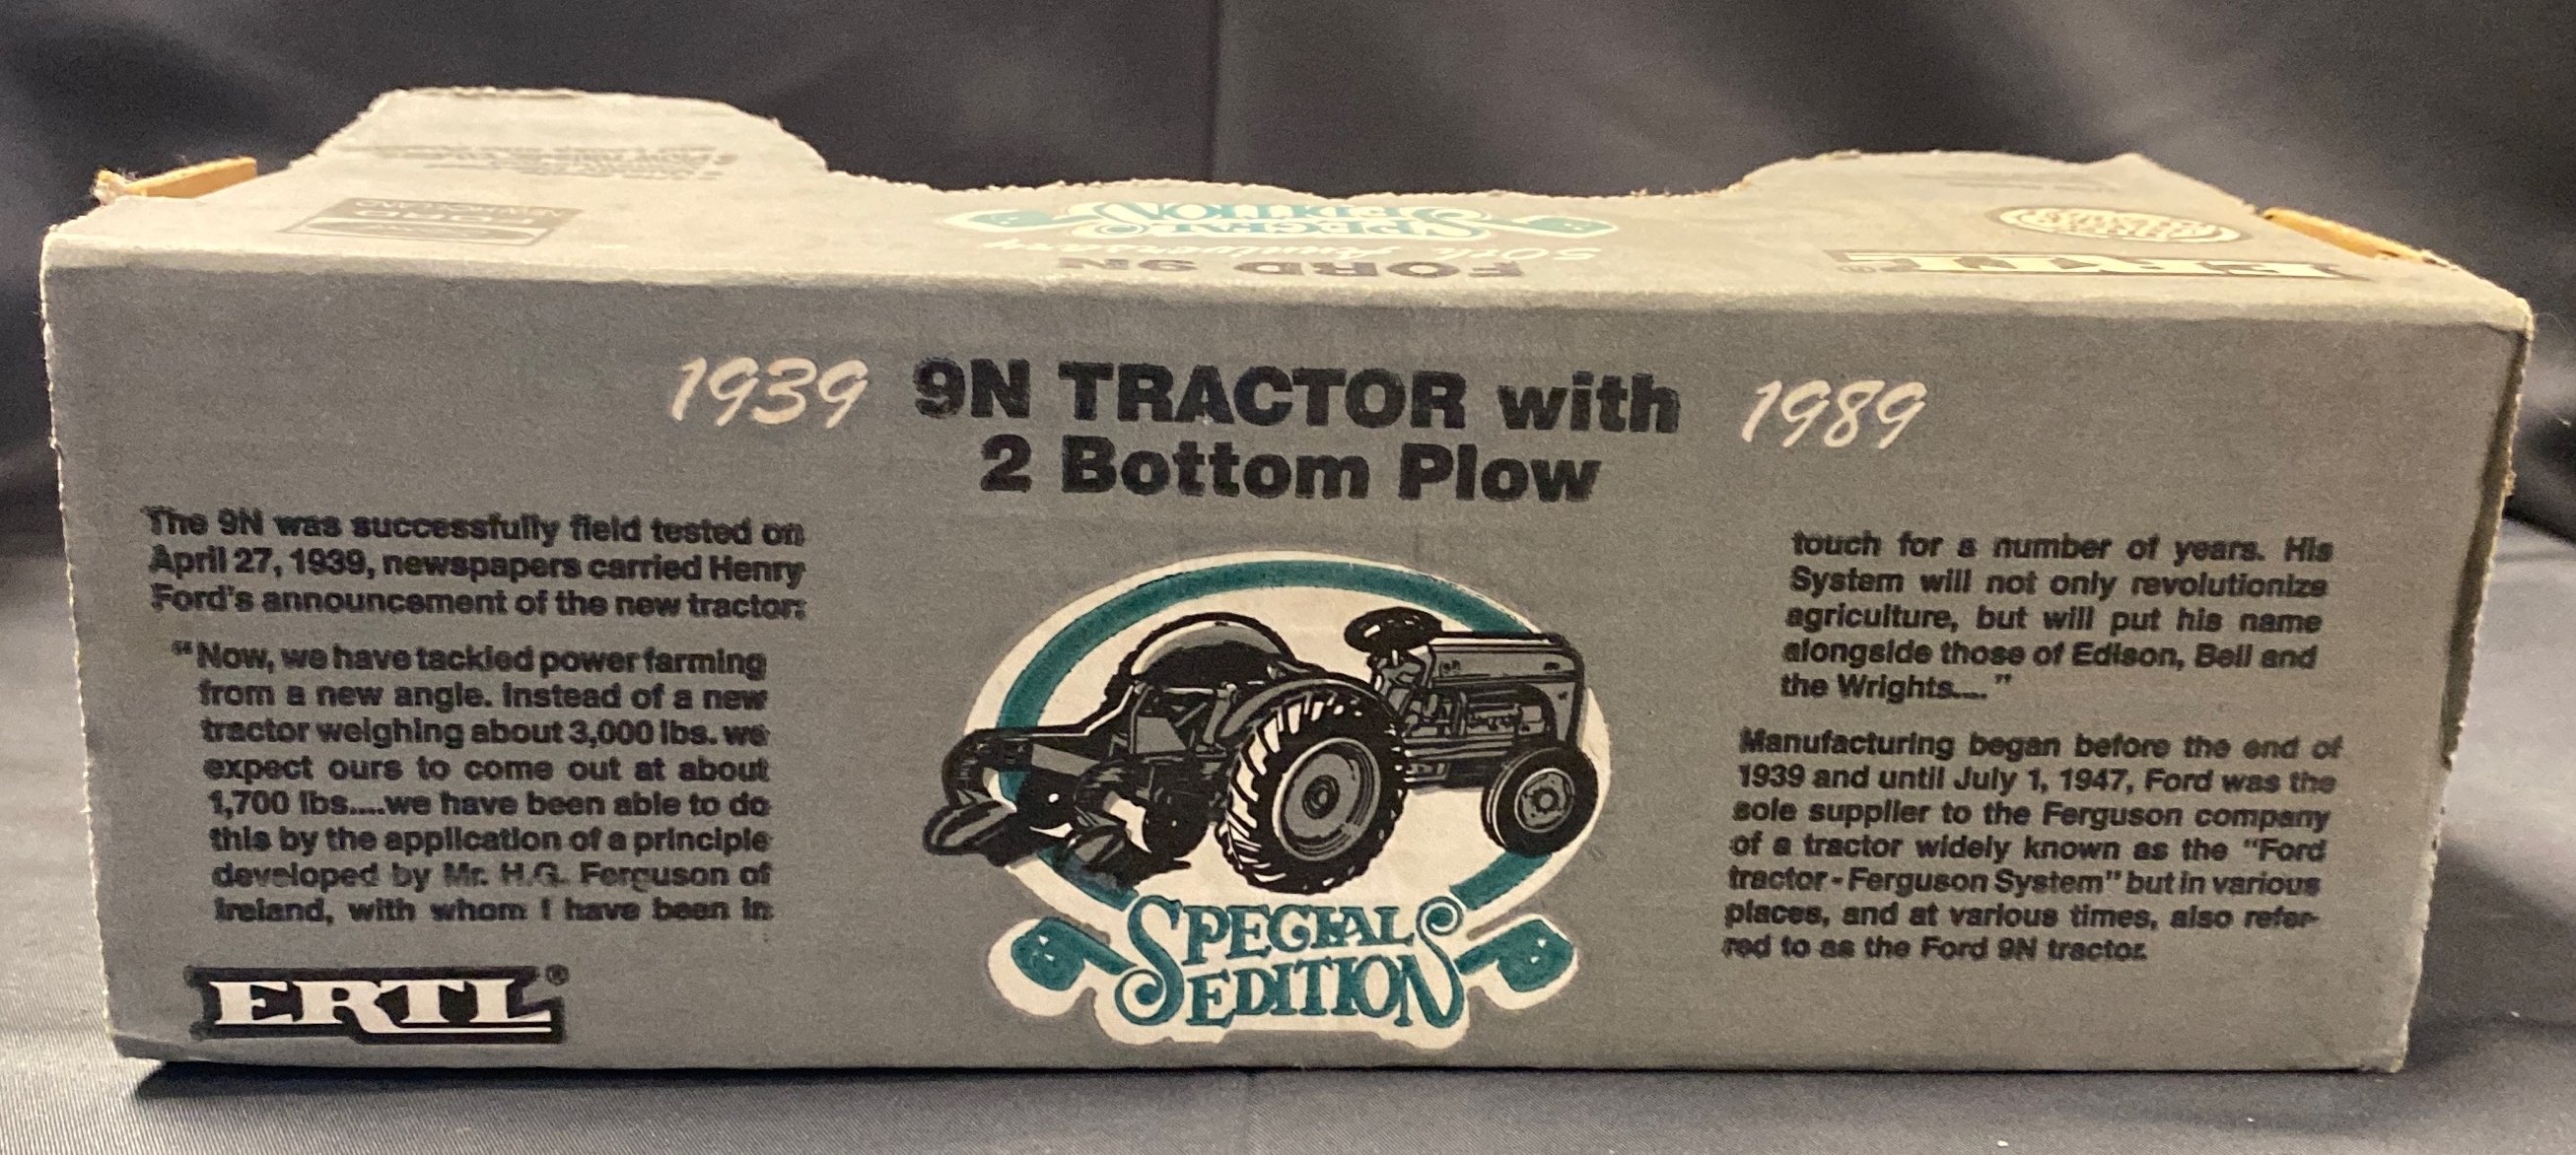 FORD
NEW HOLLAND
SPECIAL
EDITION
50th Anniversary
FORD 9N
ERTL®
1939 9N TRACTOR with 1989
2 Bottom Plow
The 9N was successfully field tested on
April 27, 1939, newspapers carried Henry
Ford's announcement of the new tractor:
“Now, we have tackled power farming
from a new angle. Instead of a new
tractor weighing about 3,000 lbs. we
expect ours to come out at about
1,700 lbs....we have been able to do
this by the application of a principle
developed by Mr. H.G. Ferguson of
Ireland, with whom I have been in
ERTL®
SPECIAL
EDITION
touch for a number of years. His
System will not only revolutionize
agriculture, but will put his name
alongside those of Edison, Bell and
the Wrights....”
Manufacturing began before the end of
1939 and until July 1, 1947, Ford was the
sole supplier to the Ferguson company
of a tractor widely known as the “Ford
tractor - Ferguson System” but in various
places, and at various times, also refer-
red to as the Ford 9N tractor.